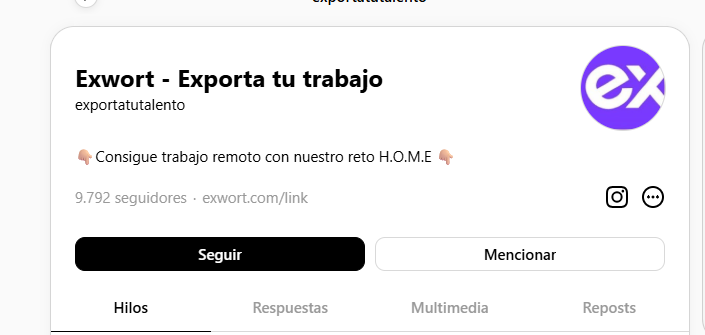 Exwort - Exporta tu trabajo
exportatutalento
👇🏼Consigue trabajo remoto con nuestro reto H.O.M.E 👇🏼
9.792 seguidores · exwort.com/link
ex
Seguir
Mencionar
Hilos
Respuestas
Multimedia
Reposts